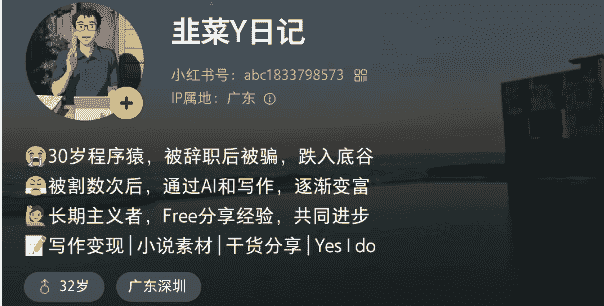 韭菜Y日记
小红书号：abc1833798573
IP属地：广东
😭30岁程序猿，被辞职后被骗，跌入底谷
😤被割数次后，通过AI和写作，逐渐变富
🙋长期主义者，Free分享经验，共同进步
📝写作变现|小说素材|干货分享|Yes I do
32岁 广东深圳